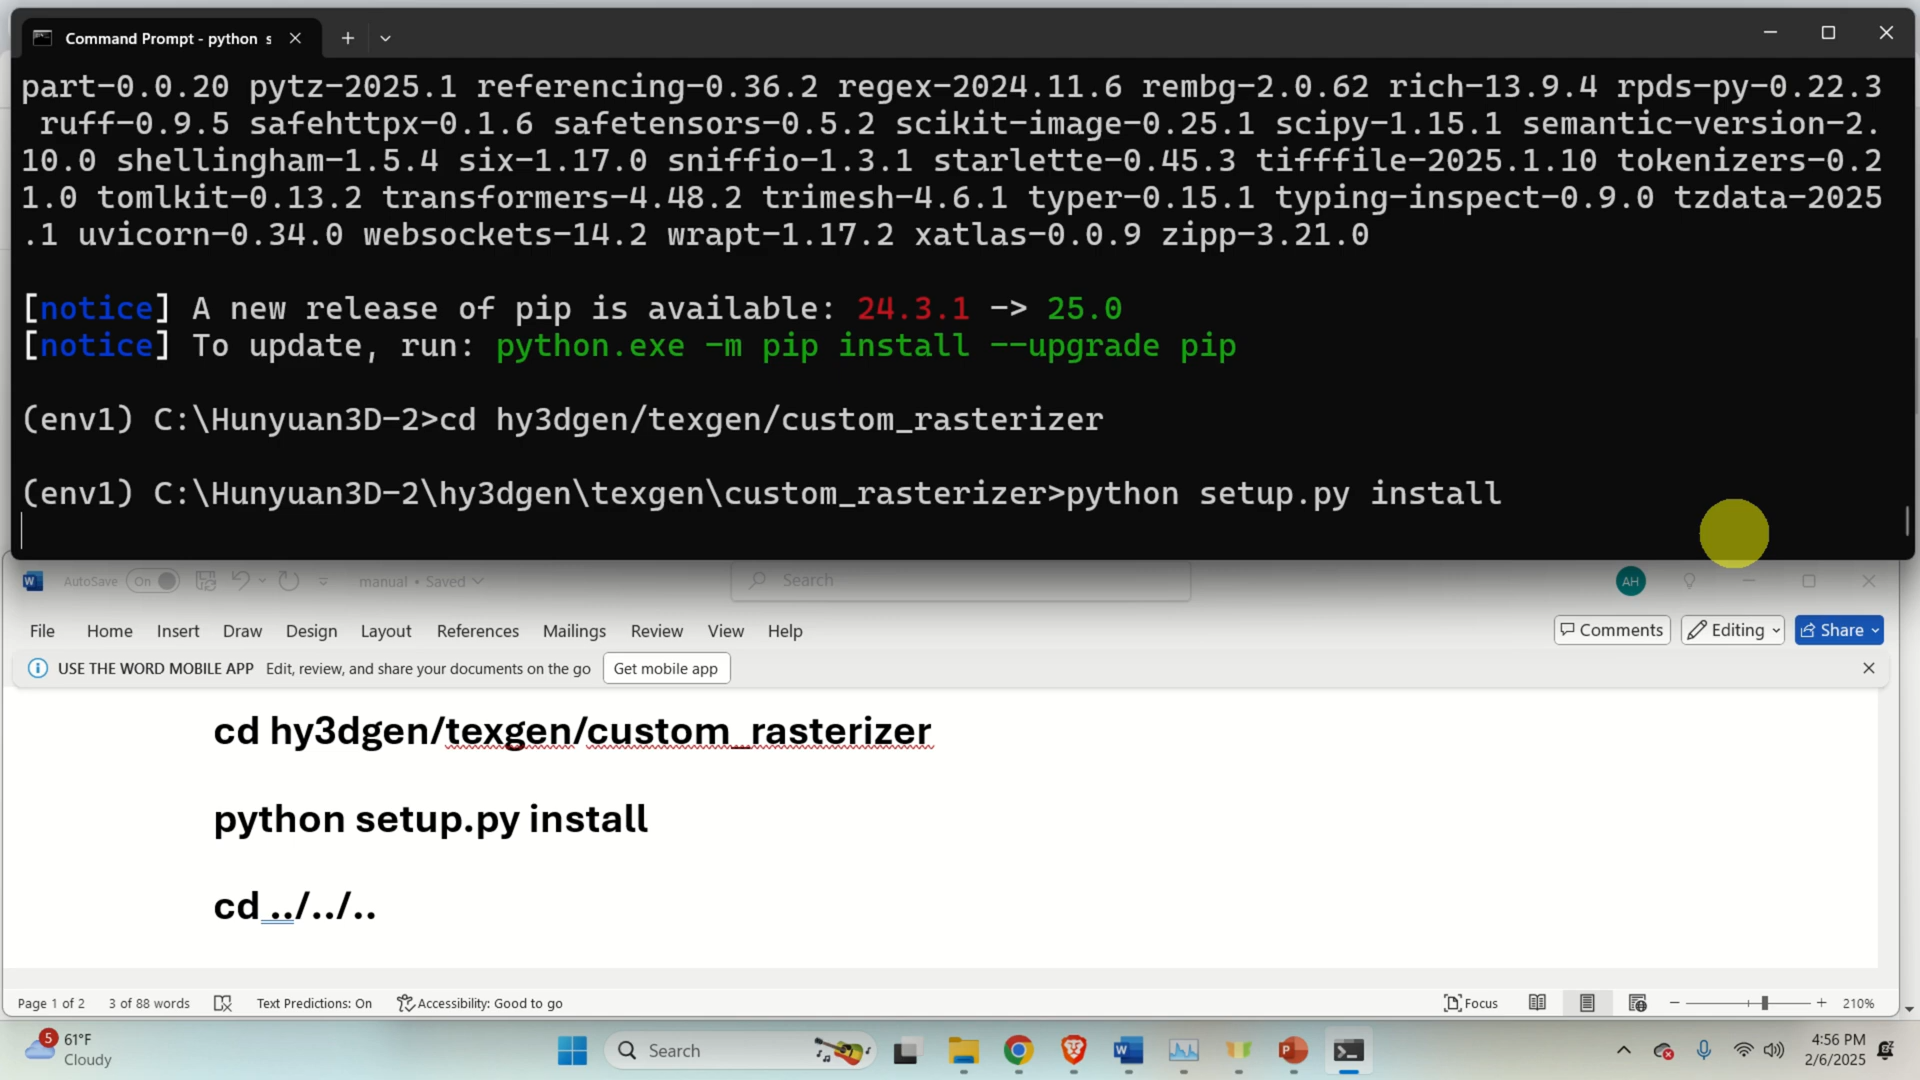 Command Prompt - python s
part-0.0.20 pytz-2025.1 referencing-0.36.2 regex-2024.11.6 rembg-2.0.62 rich-13.9.4 rpds-py-0.22.3
ruff-0.9.5 safehttpx-0.1.6 safetensors-0.5.2 scikit-image-0.25.1 scipy-1.15.1 semantic-version-2.
10.0 shellingham-1.5.4 six-1.17.0 sniffio-1.3.1 starlette-0.45.3 tifffile-2025.1.10 tokenizers-0.2
1.0 tomlkit-0.13.2 transformers-4.48.2 trimesh-4.6.1 typer-0.15.1 typing-inspect-0.9.0 tzdata-2025
.1 uvicorn-0.34.0 websockets-14.2 wrapt-1.17.2 xatlas-0.0.9 zipp-3.21.0
[notice] A new release of pip is available: 24.3.1 -> 25.0
[notice] To update, run: python.exe -m pip install --upgrade pip
(env1) C:\Hunyuan3D-2>cd hy3dgen/texgen/custom_rasterizer
(env1) C:\Hunyuan3D-2\hy3dgen\texgen\custom_rasterizer>python setup.py install
AutoSave On manual • Saved Search AH
File Home Insert Draw Design Layout References Mailings Review View Help Comments Editing Share
USE THE WORD MOBILE APP Edit, review, and share your documents on the go Get mobile app
cd hy3dgen/texgen/custom_rasterizer
python setup.py install
cd ../../..
Page 1 of 2 3 of 88 words Text Predictions: On Accessibility: Good to go Focus 210%
5 61°F Search 4:56 PM
Cloudy 2/6/2025